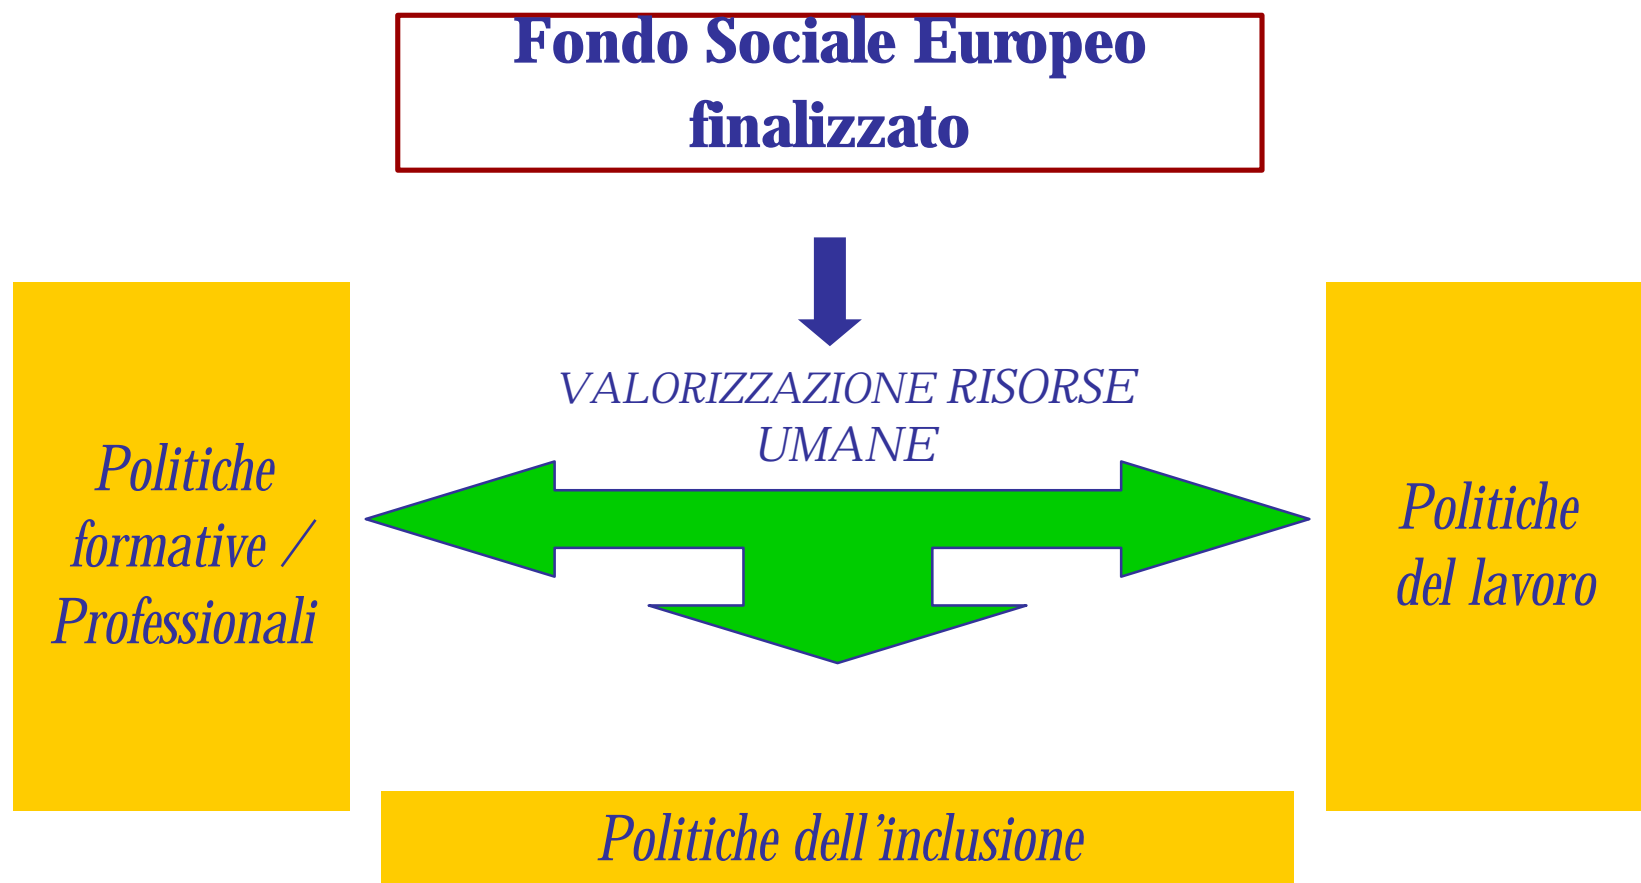 Fondo Sociale Europeo
finalizzato
VALORIZZAZIONE RISORSE
UMANE
Politiche
formative /
Professionali
Politiche
del lavoro
Politiche dell’inclusione